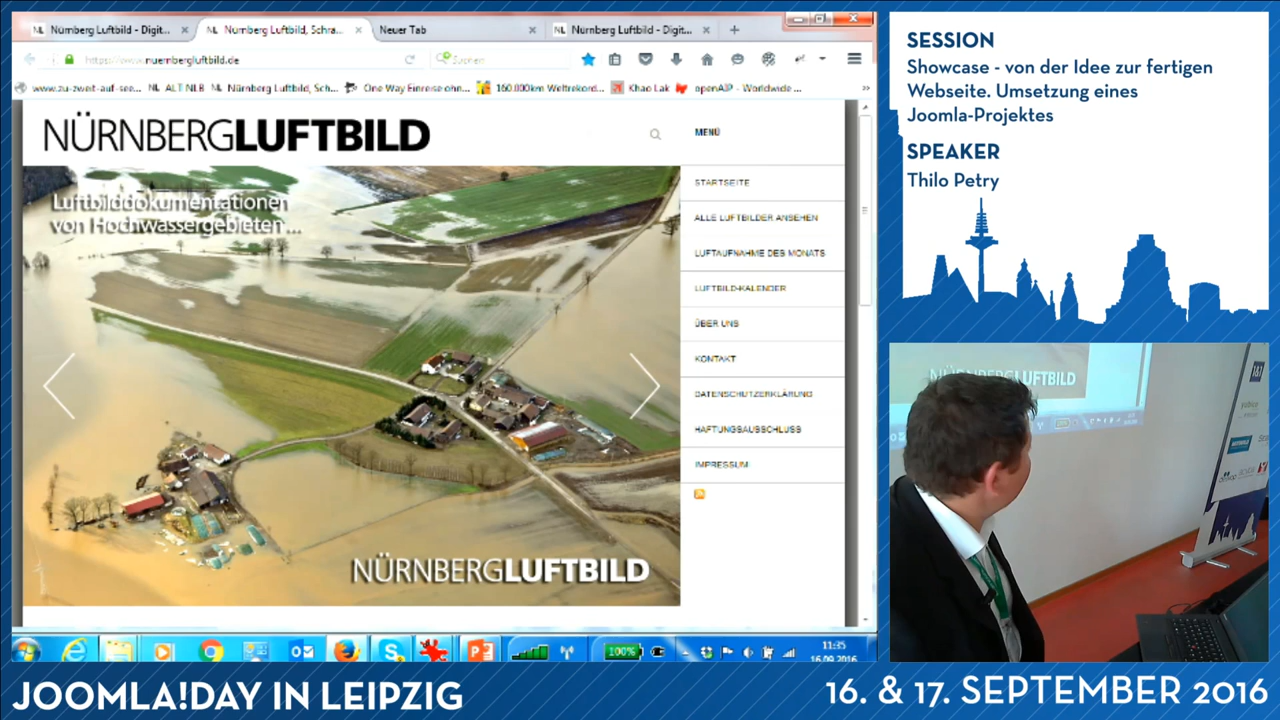 Nürnberg Luftbild - Digit...
Nürnberg Luftbild, Schra...
Neuer Tab
Nürnberg Luftbild - Digit...
https://www.nuernbergluftbild.de
Suchen
www.zu-zweit-auf-see...
NL ALT NLB
NL Nürnberg Luftbild, Sch...
One Way Einreise ohn...
160.000km Weltrekord...
Khao Lak
openAIP - Worldwide ...
NÜRNBERGLUFTBILD
MENÜ
Luftbilddokumentationen
von Hochwassergebieten...
STARTSEITE
ALLE LUFTBILDER ANSEHEN
LUFTAUFNAHME DES MONATS
LUFTBILD-KALENDER
ÜBER UNS
KONTAKT
DATENSCHUTZERKLÄRUNG
HAFTUNGSAUSSCHLUSS
IMPRESSUM
NÜRNBERGLUFTBILD
100%
11:35
16.09.2016
SESSION
Showcase - von der Idee zur fertigen
Webseite. Umsetzung eines
Joomla-Projektes
SPEAKER
Thilo Petry
NÜRNBERGLUFTBILD
JOOMLA!DAY IN LEIPZIG
16. & 17. SEPTEMBER 2016